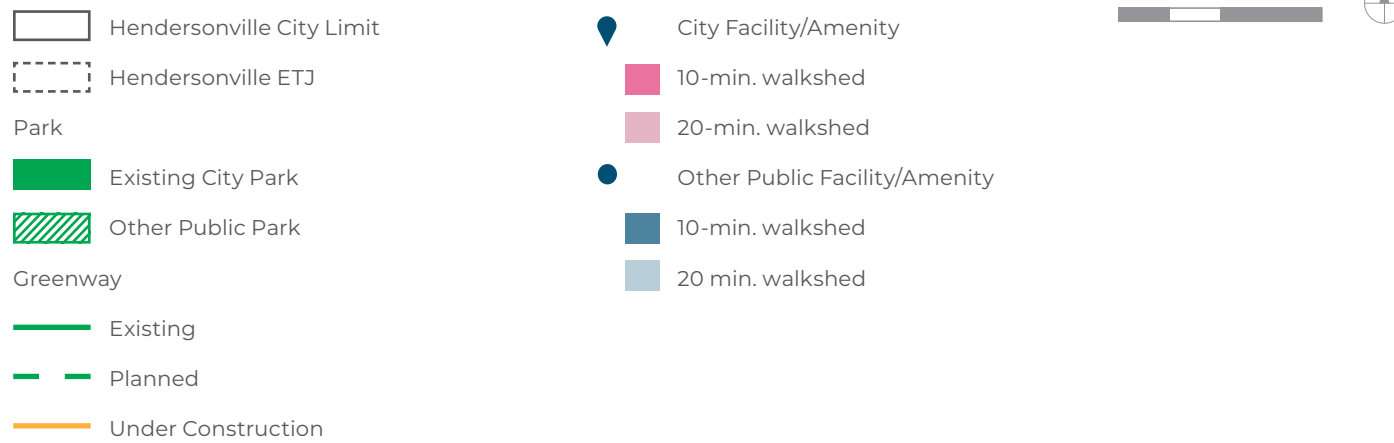 Hendersonville City Limit
Hendersonville ETJ
Park
Existing City Park
Other Public Park
Greenway
Existing
Planned
Under Construction
City Facility/Amenity
10-min. walkshed
20-min. walkshed
Other Public Facility/Amenity
10-min. walkshed
20 min. walkshed